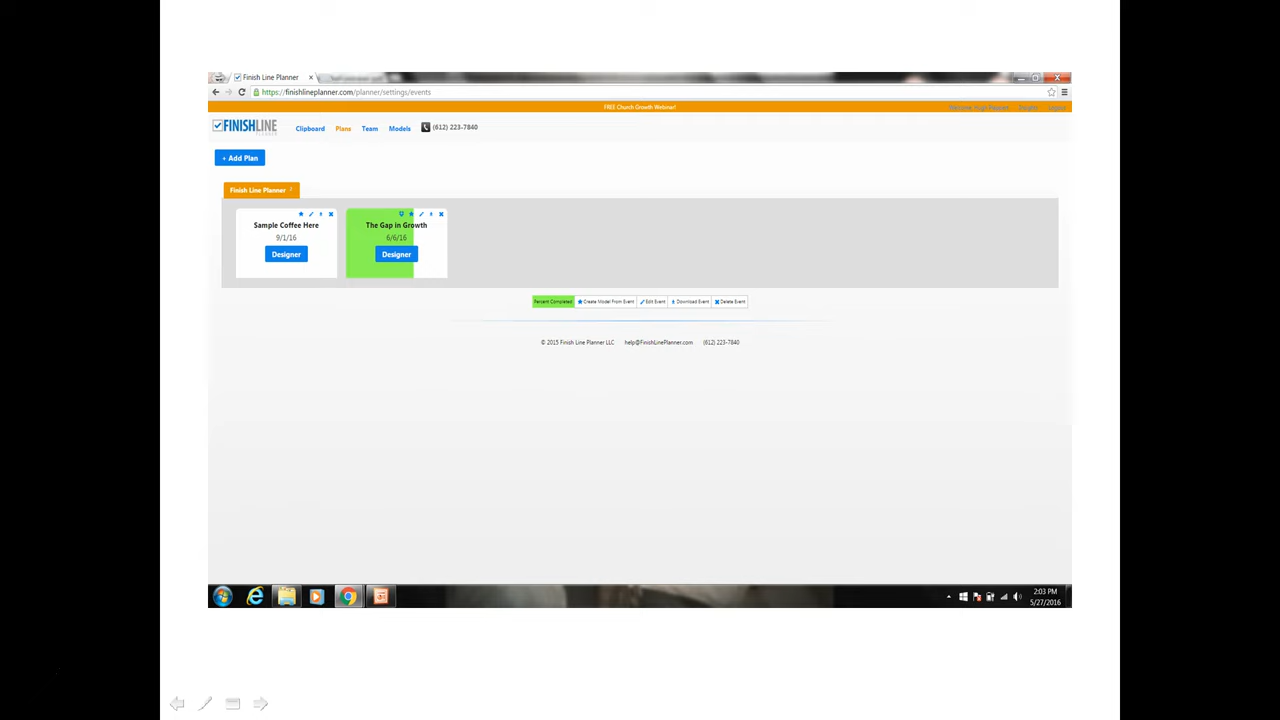 Finish Line Planner
https://finishlineplanner.com/planner/settings/events
FREE Church Growth Webinar!
FINISHLINE
PLANNER
Clipboard Plans Team Models (612) 223-7840
+ Add Plan
Finish Line Planner 2
Sample Coffee Here
9/1/16
Designer
The Gap in Growth
6/6/16
Designer
Percent Completed Create Model From Event Edit Event Download Event Delete Event
© 2015 Finish Line Planner LLC help@FinishLinePlanner.com (612) 223-7840
2:03 PM
5/27/2016